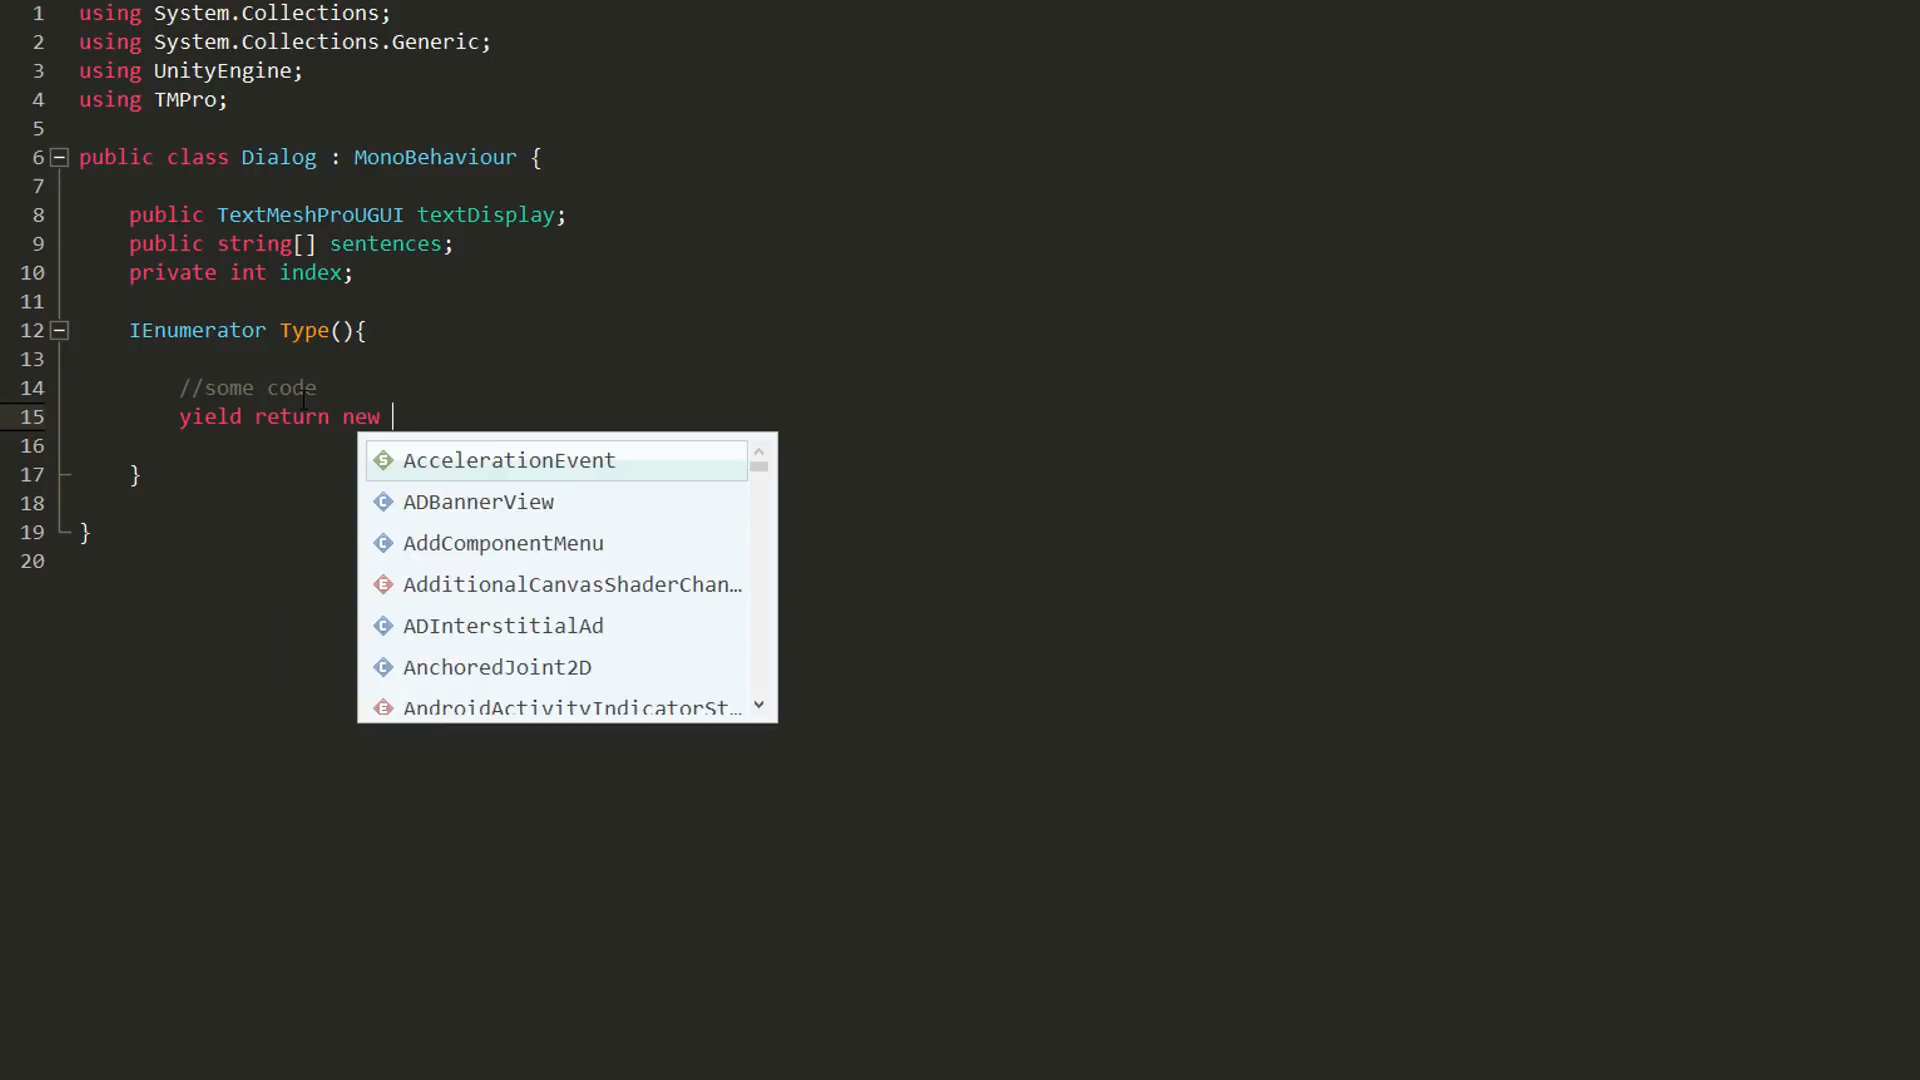 1 using System.Collections;
2 using System.Collections.Generic;
3 using UnityEngine;
4 using TMPro;
5
6 public class Dialog : MonoBehaviour {
7
8 public TextMeshProUGUI textDisplay;
9 public string[] sentences;
10 private int index;
11
12 IEnumerator Type(){
13
14 //some code
15 yield return new
16
17 }
18
19 }
20
S AccelerationEvent
C ADBannerView
C AddComponentMenu
E AdditionalCanvasShaderChan…
C ADInterstitialAd
C AnchoredJoint2D
E AndroidActivityIndicatorSt…